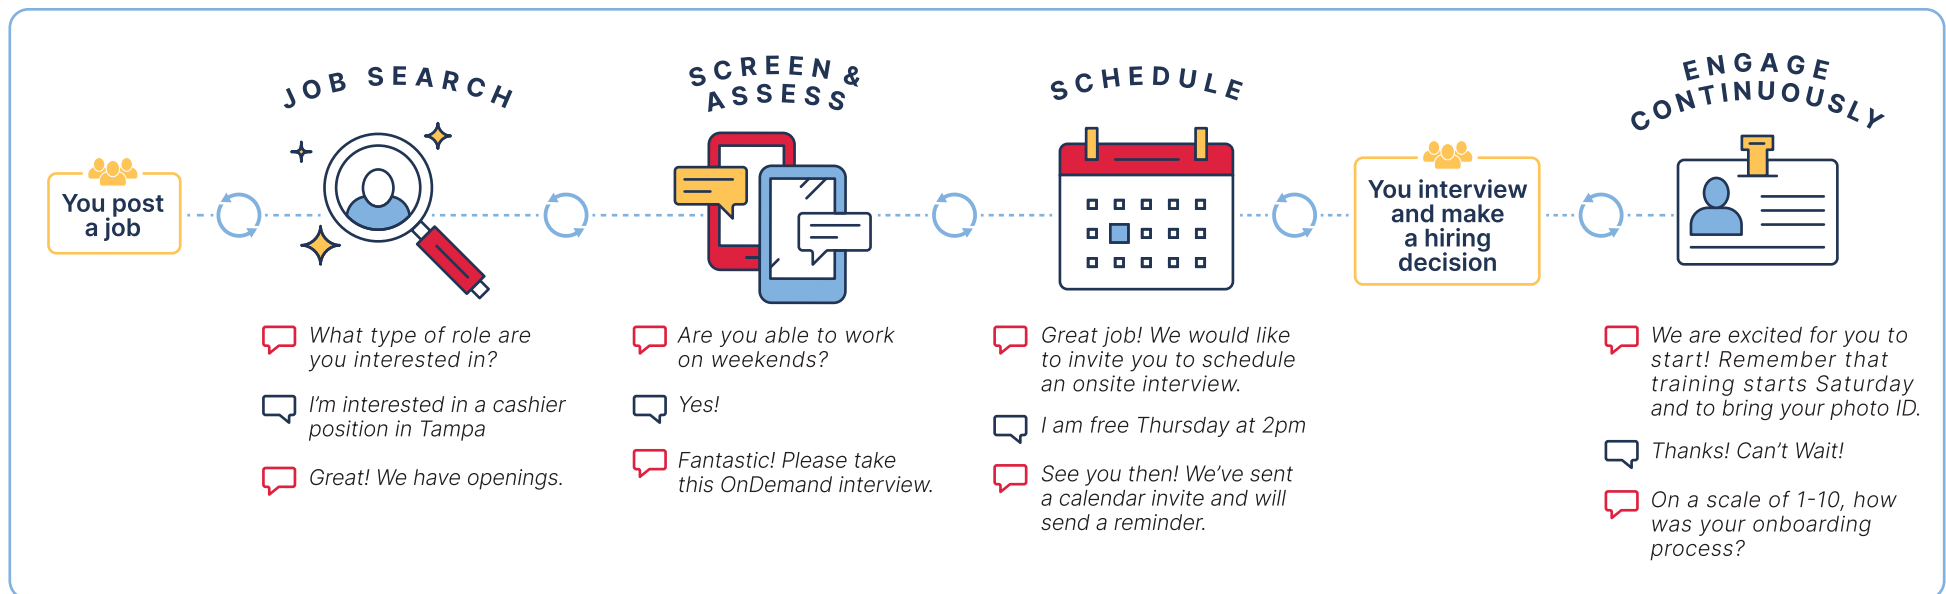 JOB SEARCH
SCREEN &
ASSESS
SCHEDULE
ENGAGE
CONTINUOUSLY
You post
a job
You interview
and make
a hiring
decision
What type of role are
you interested in?
I'm interested in a cashier
position in Tampa
Great! We have openings.
Are you able to work
on weekends?
Yes!
Fantastic! Please take
this OnDemand interview.
Great job! We would like
to invite you to schedule
an onsite interview.
I am free Thursday at 2pm
See you then! We've sent
a calendar invite and will
send a reminder.
We are excited for you to
start! Remember that
training starts Saturday
and to bring your photo ID.
Thanks! Can't Wait!
On a scale of 1-10, how
was your onboarding
process?